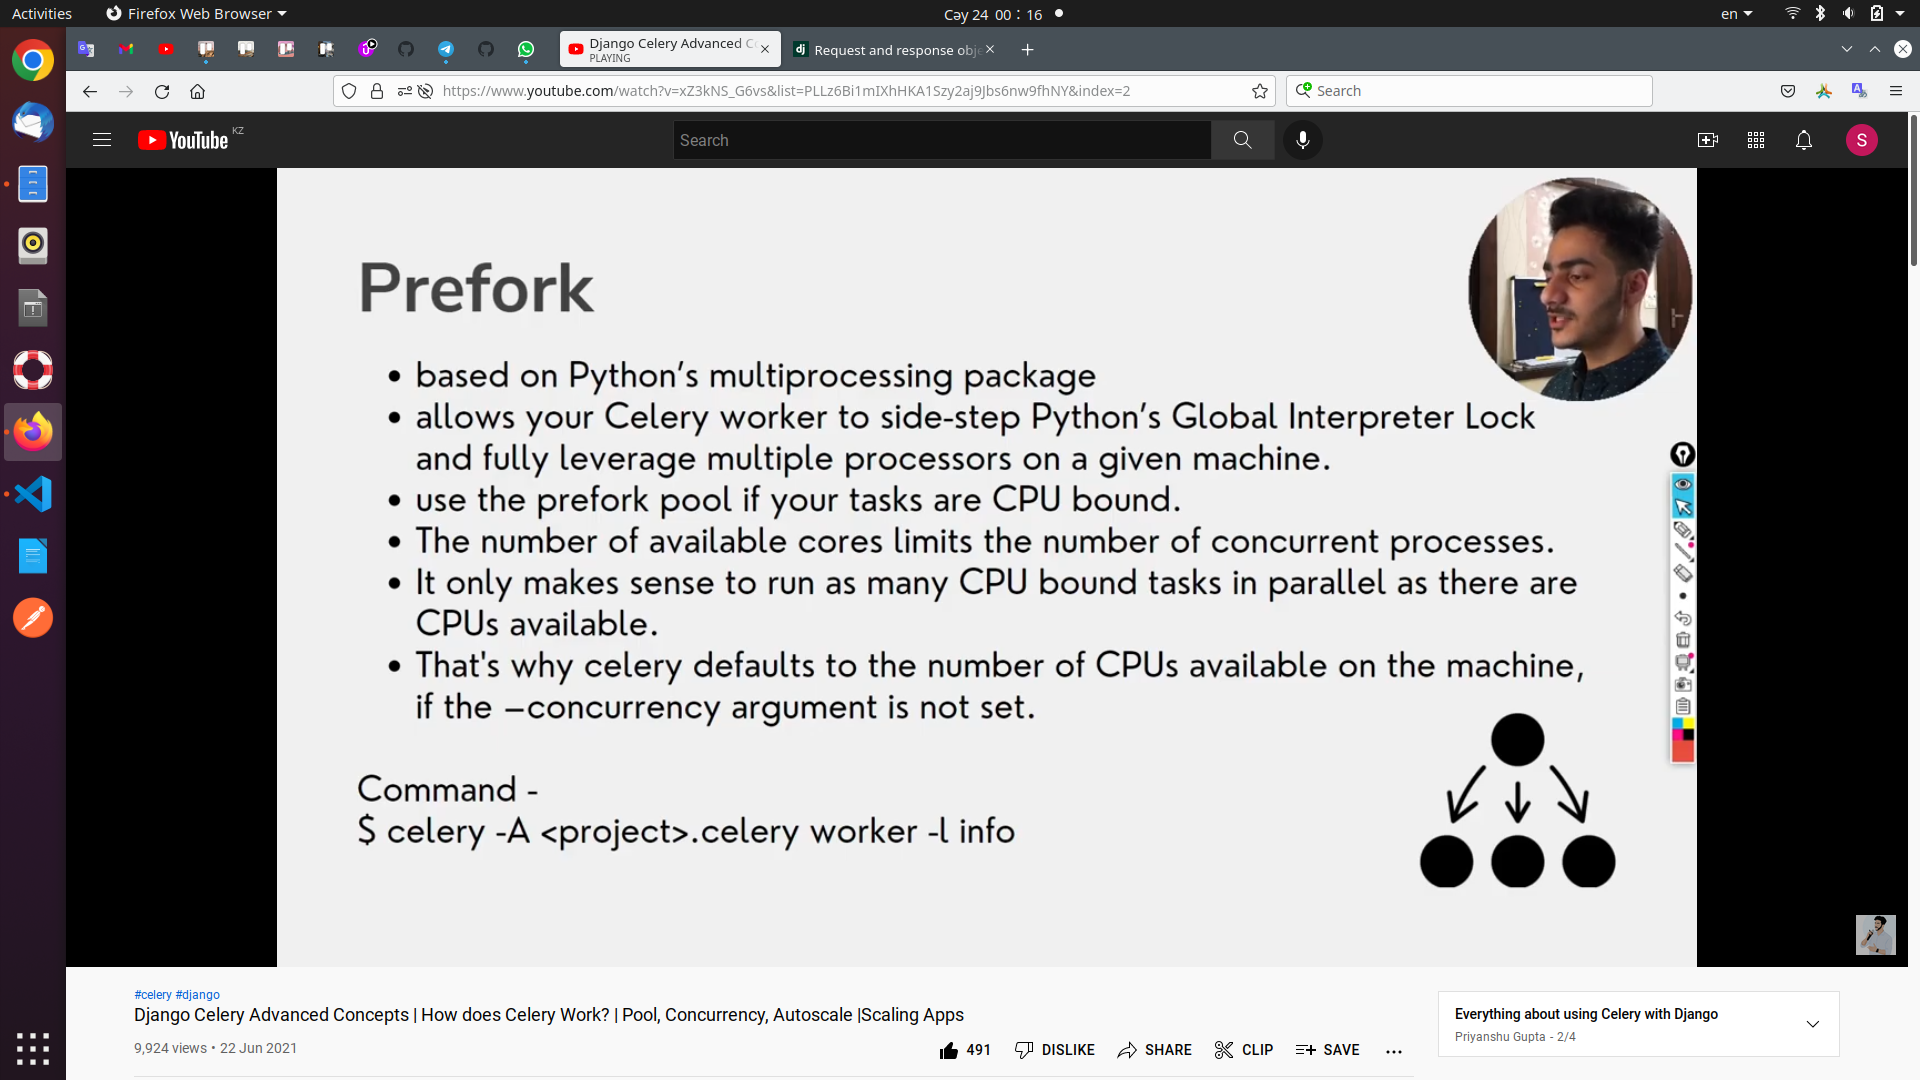 Activities
Firefox Web Browser
Cəy 24 00 : 16
en
Django Celery Advanced C
PLAYING
dj
Request and response obje
https://www.youtube.com/watch?v=xZ3kNS_G6vs&list=PLLz6Bi1mIXhHKA1Szy2aj9Jbs6nw9fhNY&index=2
Search
YouTube
KZ
Search
S
Prefork
• based on Python’s multiprocessing package
• allows your Celery worker to side-step Python’s Global Interpreter Lock
and fully leverage multiple processors on a given machine.
• use the prefork pool if your tasks are CPU bound.
• The number of available cores limits the number of concurrent processes.
• It only makes sense to run as many CPU bound tasks in parallel as there are
CPUs available.
• That's why celery defaults to the number of CPUs available on the machine,
if the –concurrency argument is not set.
Command -
$ celery -A <project>.celery worker -l info
#celery #django
Django Celery Advanced Concepts | How does Celery Work? | Pool, Concurrency, Autoscale |Scaling Apps
9,924 views • 22 Jun 2021
491
DISLIKE
SHARE
CLIP
SAVE
Everything about using Celery with Django
Priyanshu Gupta - 2/4